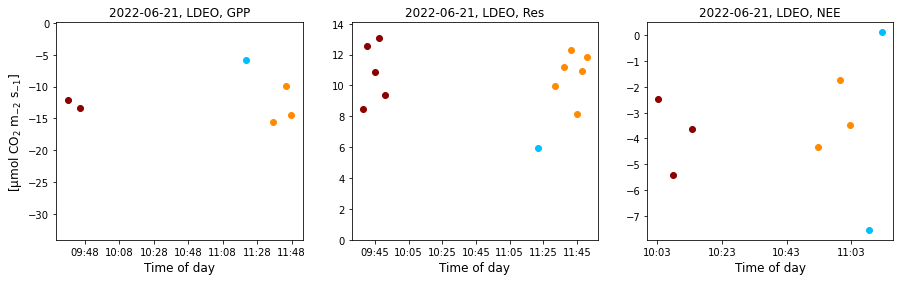 2022-06-21, LDEO, GPP
2022-06-21, LDEO, Res
2022-06-21, LDEO, NEE
[μmol CO₂ m₋₂ s₋₁]
0
−5
−10
−15
−20
−25
−30
09:48 10:08 10:28 10:48 11:08 11:28 11:48
Time of day
14
12
10
8
6
4
2
0
09:45 10:05 10:25 10:45 11:05 11:25 11:45
Time of day
0
−1
−2
−3
−4
−5
−6
−7
10:03 10:23 10:43 11:03
Time of day